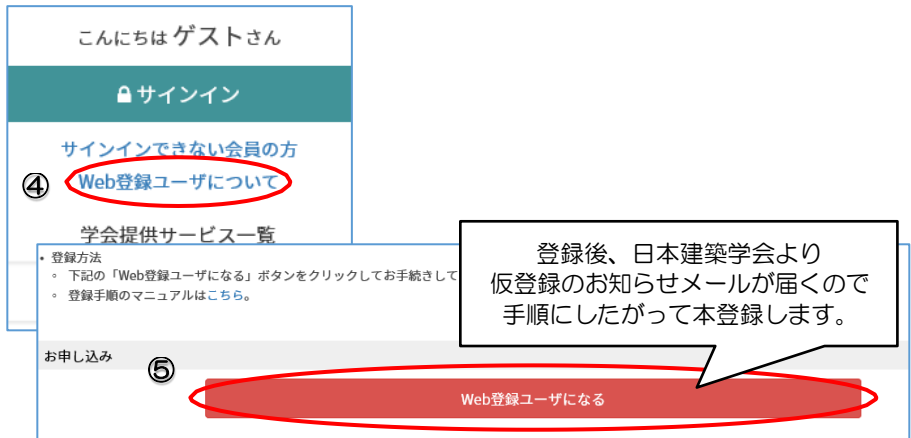 こんにちは ゲストさん
サインイン
サインインできない会員の方
④ Web登録ユーザについて
学会提供サービス一覧
• 登録方法
◦ 下記の「Web登録ユーザになる」ボタンをクリックしてお手続きして
◦ 登録手順のマニュアルはこちら。
登録後、日本建築学会より
仮登録のお知らせメールが届くので
手順にしたがって本登録します。
お申し込み
⑤
Web登録ユーザになる